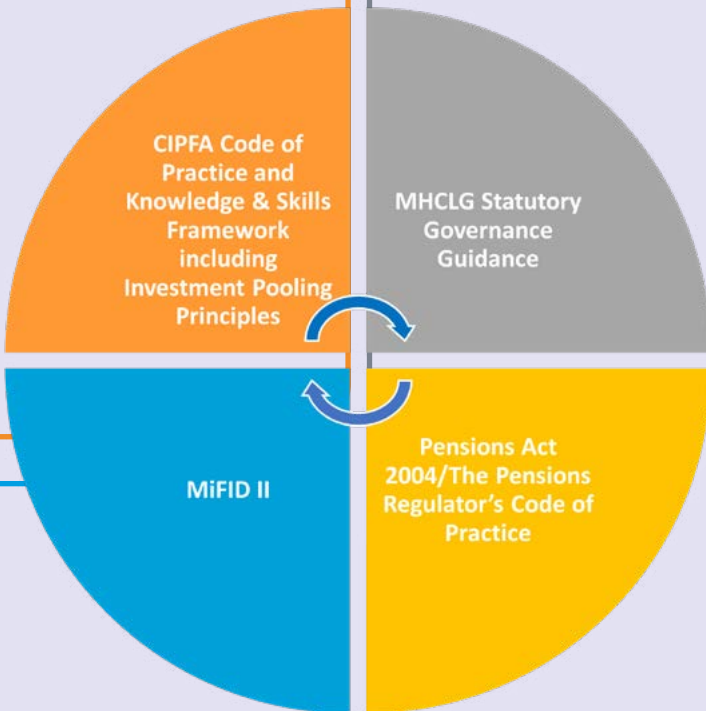 CIPFA Code of
Practice and
Knowledge & Skills
Framework
including
Investment Pooling
Principles
MHCLG Statutory
Governance
Guidance
MiFID II
Pensions Act
2004/The Pensions
Regulator's Code of
Practice